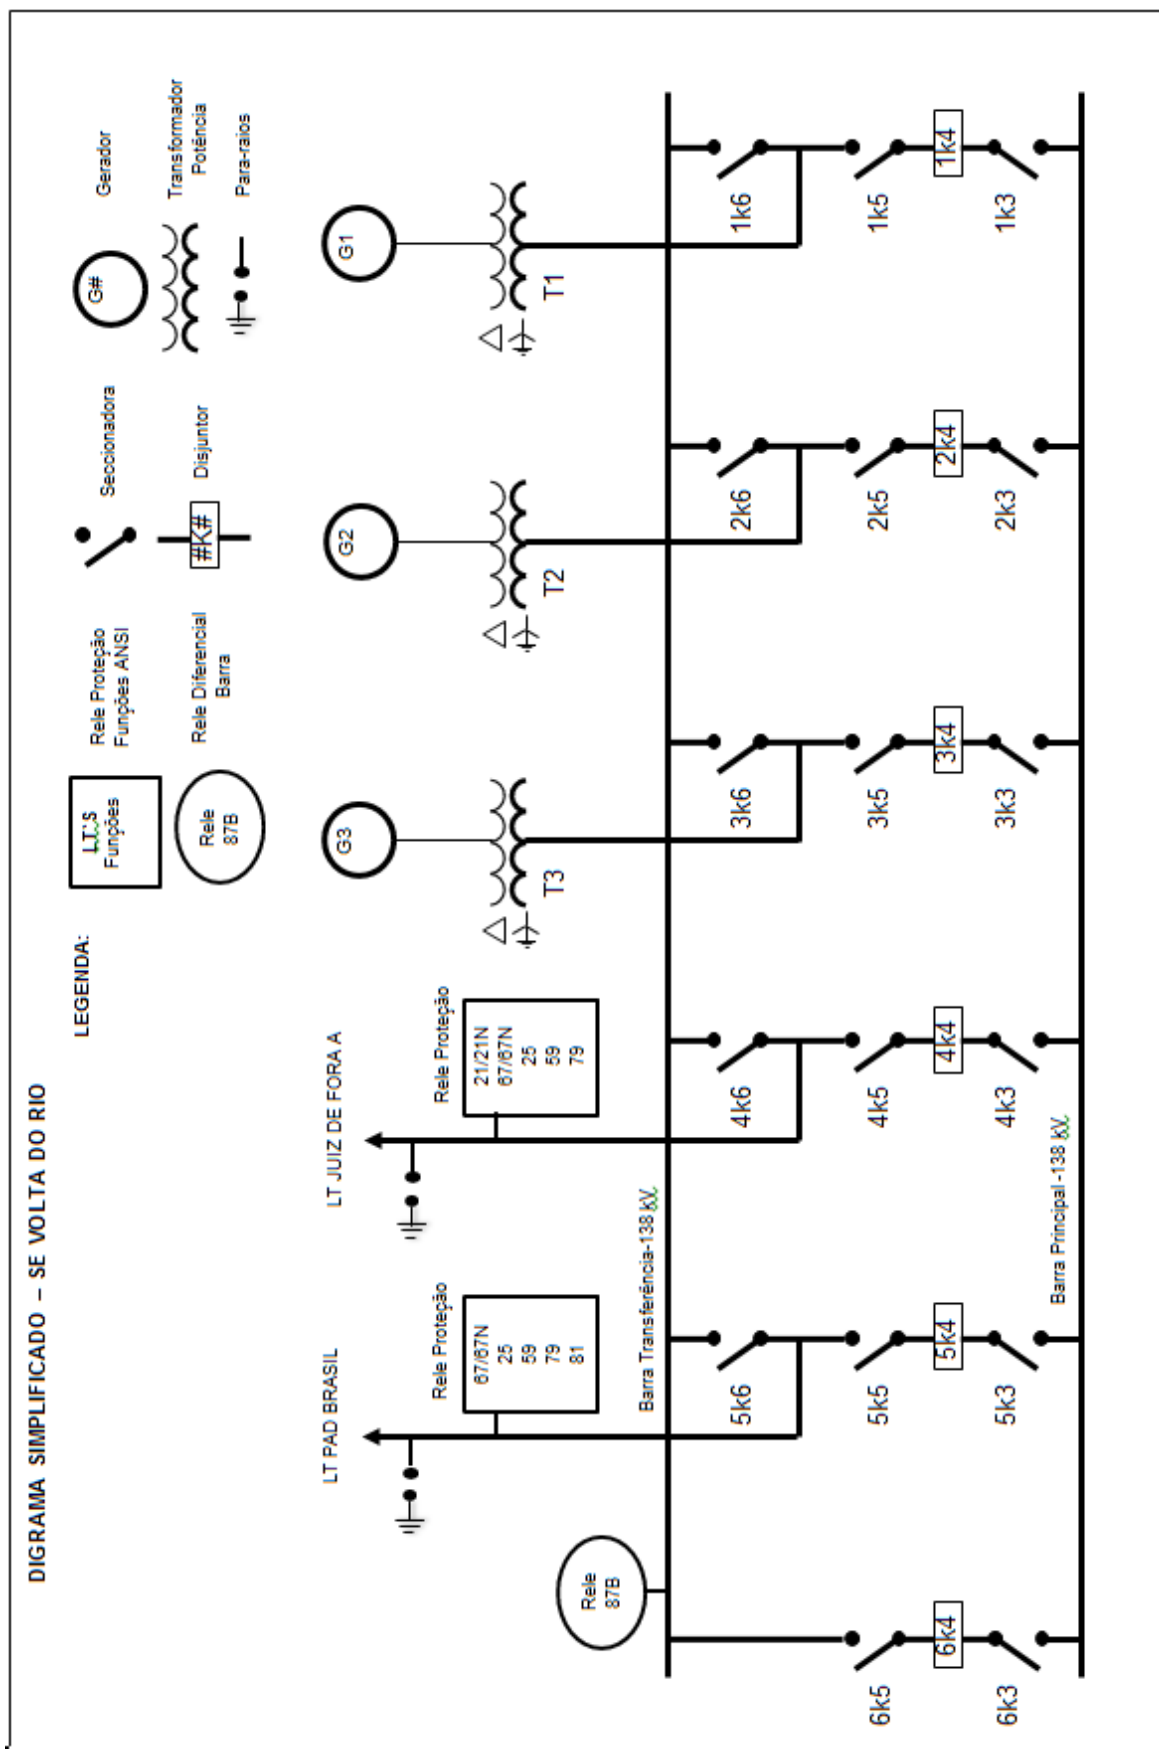 DIGRAMA SIMPLIFICADO – SE VOLTA DO RIO
LEGENDA:
LT's
Funções
Rele Proteção
Funções ANSI
Seccionadora
G#
Gerador
Rele
87B
Rele Diferencial
Barra
#K#
Disjuntor
Transformador
Potência
Para-raios
LT PAD BRASIL
LT JUIZ DE FORA A
G3
G2
G1
Rele Proteção
67/67N
25
59
79
81
Rele Proteção
21/21N
67/67N
25
59
79
T3
T2
T1
Rele
87B
Barra Transferência-138 kV
5k6
4k6
3k6
2k6
1k6
6k5
5k5
4k5
3k5
2k5
1k5
6k4
5k4
4k4
3k4
2k4
1k4
6k3
5k3
4k3
3k3
2k3
1k3
Barra Principal -138 kV